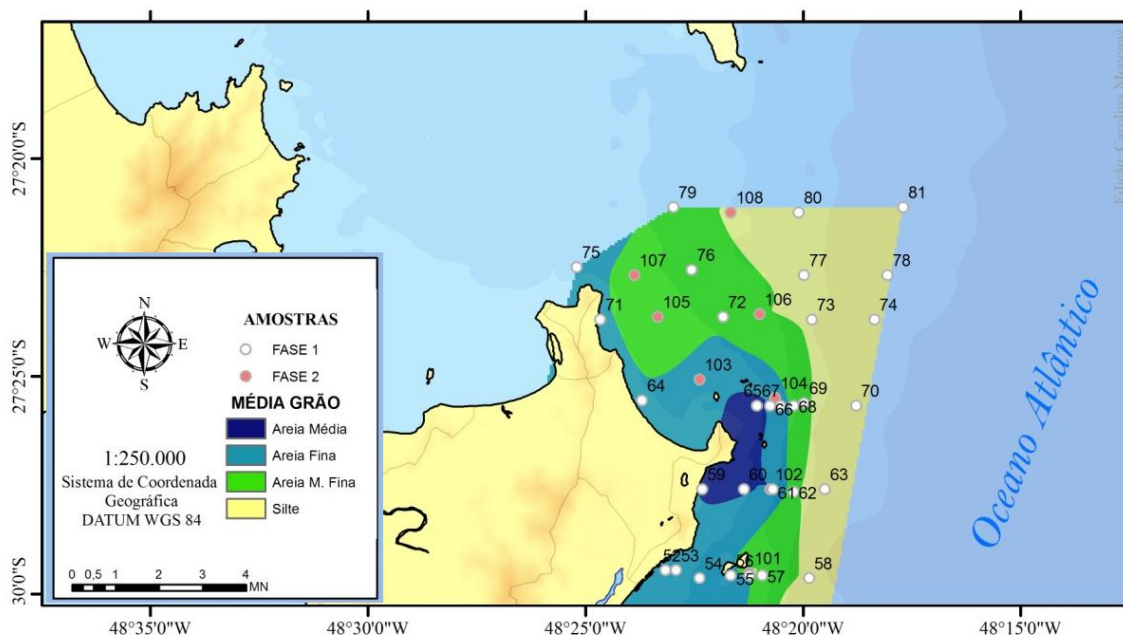 27°20'0"S
27°25'0"S
27°30'0"S
79
108
80
81
75
107
76
77
78
71
105
72
106
73
74
103
64
65
67
104
69
66
68
70
59
60
102
61
62
63
52
53
54
56
101
55
57
58
Oceano Atlântico
N
W
E
S
1:250.000
Sistema de Coordenada
Geográfica
DATUM WGS 84
0 0,5 1 2 3 4
MN
AMOSTRAS
FASE 1
FASE 2
MÉDIA GRÃO
Areia Média
Areia Fina
Areia M. Fina
Silte
48°35'0"W
48°30'0"W
48°25'0"W
48°20'0"W
48°15'0"W